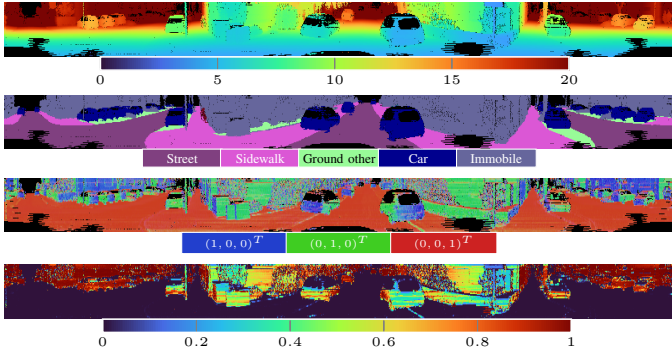 0 5 10 15 20
Street Sidewalk Ground other Car Immobile
(1, 0, 0)ᵀ (0, 1, 0)ᵀ (0, 0, 1)ᵀ
0 0.2 0.4 0.6 0.8 1